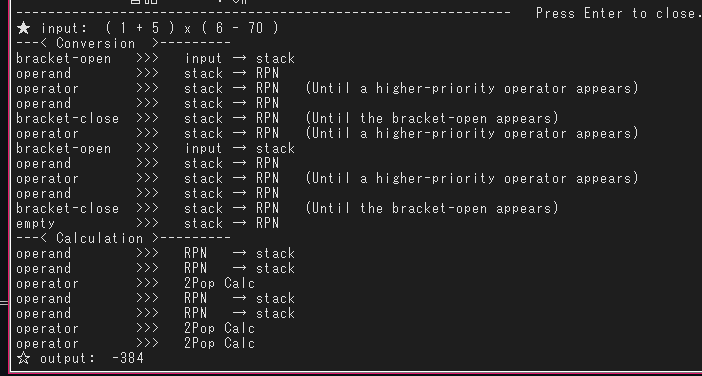 Press Enter to close.
★ input: ( 1 + 5 ) x ( 6 - 70 )
---< Conversion >---------
bracket-open >>> input → stack
operand >>> stack → RPN
operator >>> stack → RPN (Until a higher-priority operator appears)
operand >>> stack → RPN
bracket-close >>> stack → RPN (Until the bracket-open appears)
operator >>> stack → RPN (Until a higher-priority operator appears)
bracket-open >>> input → stack
operand >>> stack → RPN
operator >>> stack → RPN (Until a higher-priority operator appears)
operand >>> stack → RPN
bracket-close >>> stack → RPN (Until the bracket-open appears)
empty >>> stack → RPN
---< Calculation >---------
operand >>> RPN → stack
operand >>> RPN → stack
operator >>> 2Pop Calc
operand >>> RPN → stack
operand >>> RPN → stack
operator >>> 2Pop Calc
operator >>> 2Pop Calc
☆ output: -384